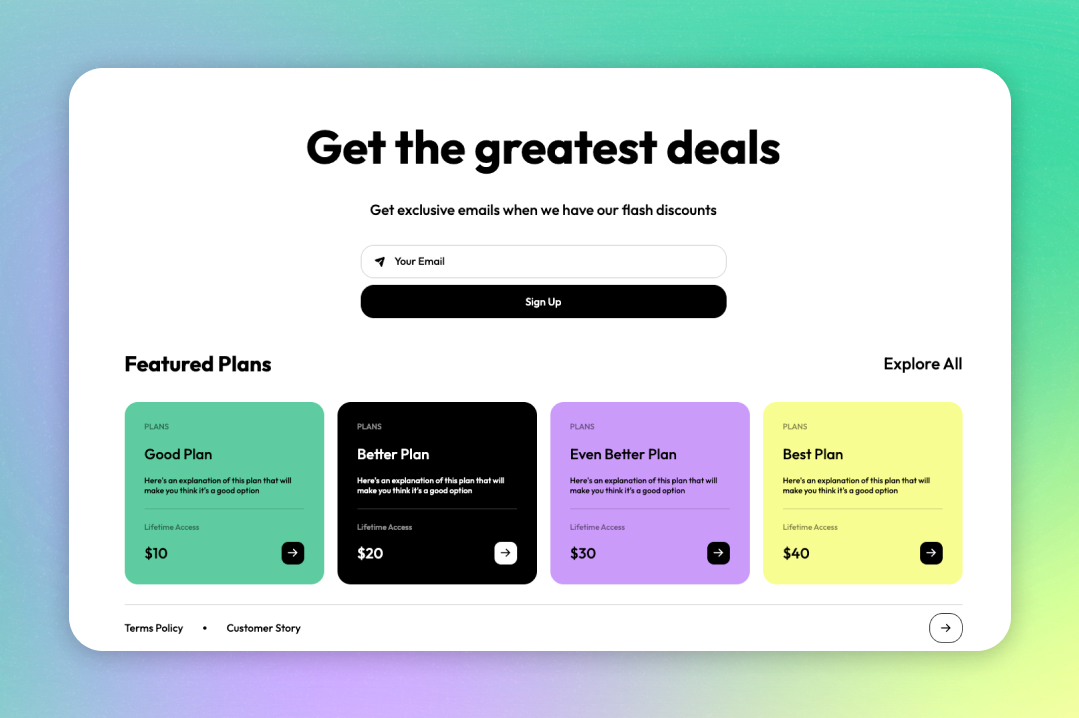 Get the greatest deals
Get exclusive emails when we have our flash discounts
Your Email
Sign Up
Featured Plans
Explore All
PLANS
Good Plan
Here's an explanation of this plan that will
make you think it's a good option
Lifetime Access
$10
PLANS
Better Plan
Here's an explanation of this plan that will
make you think it's a good option
Lifetime Access
$20
PLANS
Even Better Plan
Here's an explanation of this plan that will
make you think it's a good option
Lifetime Access
$30
PLANS
Best Plan
Here's an explanation of this plan that will
make you think it's a good option
Lifetime Access
$40
Terms Policy • Customer Story